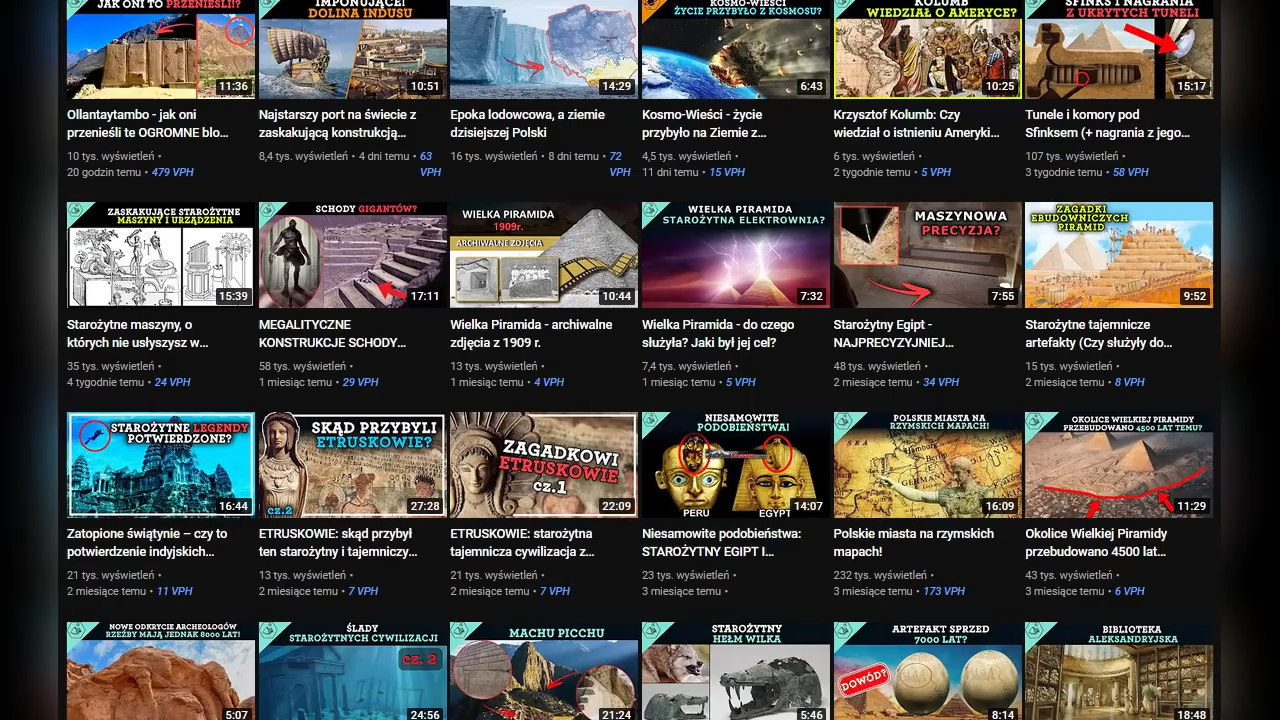 JAK ONI TO PRZENIEŚLI?
11:36
IMPONUJĄCE!
DOLINA INDUSU
10:51
14:29
KOSMO-WIEŚCI
ŻYCIE PRZYBYŁO Z KOSMOSU?
6:43
KOLUMB
WIEDZIAŁ O AMERYCE?
10:25
SFINKS I NAGRANIA
Z UKRYTYCH TUNELI
15:17
Ollantaytambo - jak oni
przenieśli te OGROMNE blo...
10 tys. wyświetleń •
20 godzin temu • 479 VPH
Najstarszy port na świecie z
zaskakującą konstrukcją...
8,4 tys. wyświetleń • 4 dni temu • 63
VPH
Epoka lodowcowa, a ziemie
dzisiejszej Polski
16 tys. wyświetleń • 8 dni temu • 72
VPH
Kosmo-Wieści - życie
przybyło na Ziemie z...
4,5 tys. wyświetleń •
11 dni temu • 15 VPH
Krzysztof Kolumb: Czy
wiedział o istnieniu Ameryki...
6 tys. wyświetleń •
2 tygodnie temu • 5 VPH
Tunele i komory pod
Sfinksem (+ nagrania z jego...
107 tys. wyświetleń •
3 tygodnie temu • 58 VPH
ZASKAKUJĄCE STAROŻYTNE
MASZYNY I URZĄDZENIA
15:39
SCHODY GIGANTÓW?
17:11
WIELKA PIRAMIDA
1909r.
ARCHIWALNE ZDJĘCIA
10:44
WIELKA PIRAMIDA
STAROŻYTNA ELEKTROWNIA?
7:32
MASZYNOWA
PRECYZJA?
7:55
ZAGADKI
BUDOWNICZYCH
PIRAMID
9:52
Starożytne maszyny, o
których nie usłyszysz w...
35 tys. wyświetleń •
4 tygodnie temu • 24 VPH
MEGALITYCZNE
KONSTRUKCJE SCHODY...
58 tys. wyświetleń •
1 miesiąc temu • 29 VPH
Wielka Piramida - archiwalne
zdjęcia z 1909 r.
13 tys. wyświetleń •
1 miesiąc temu • 4 VPH
Wielka Piramida - do czego
służyła? Jaki był jej cel?
7,4 tys. wyświetleń •
1 miesiąc temu • 5 VPH
Starożytny Egipt -
NAJPRECYZYJNIEJ...
48 tys. wyświetleń •
2 miesiące temu • 34 VPH
Starożytne tajemnicze
artefakty (Czy służyły do...
15 tys. wyświetleń •
2 miesiące temu • 8 VPH
STAROŻYTNE LEGENDY
POTWIERDZONE?
16:44
SKĄD PRZYBYLI
ETRUSKOWIE?
cz.2
27:28
ZAGADKOWI
ETRUSKOWIE
cz.1
22:09
NIESAMOWITE
PODOBIEŃSTWA!
PERU
EGYPT
14:07
POLSKIE MIASTA NA
RZYMSKICH MAPACH!
16:09
OKOLICE WIELKIEJ PIRAMIDY
PRZEBUDOWANO 4500 LAT TEMU?
11:29
Zatopione świątynie – czy to
potwierdzenie indyjskich...
21 tys. wyświetleń •
2 miesiące temu • 11 VPH
ETRUSKOWIE: skąd przybył
ten starożytny i tajemniczy...
13 tys. wyświetleń •
2 miesiące temu • 7 VPH
ETRUSKOWIE: starożytna
tajemnicza cywilizacja z...
21 tys. wyświetleń •
2 miesiące temu • 7 VPH
Niesamowite podobieństwa:
STAROŻYTNY EGIPT I...
23 tys. wyświetleń •
3 miesiące temu •
Polskie miasta na rzymskich
mapach!
232 tys. wyświetleń •
3 miesiące temu • 173 VPH
Okolice Wielkiej Piramidy
przebudowano 4500 lat...
43 tys. wyświetleń •
3 miesiące temu • 6 VPH
NOWE ODKRYCIE ARCHEOLOGÓW
RZEŹBY MAJĄ JEDNAK 8000 LAT!
5:07
ŚLADY
STAROŻYTNYCH CYWILIZACJI
cz. 2
24:56
MACHU PICCHU
21:24
STAROŻYTNY
HEŁM WILKA
5:46
ARTEFAKT SPRZED
7000 LAT?
DOWÓD?
8:14
BIBLIOTEKA
ALEKSANDRYJSKA
18:48